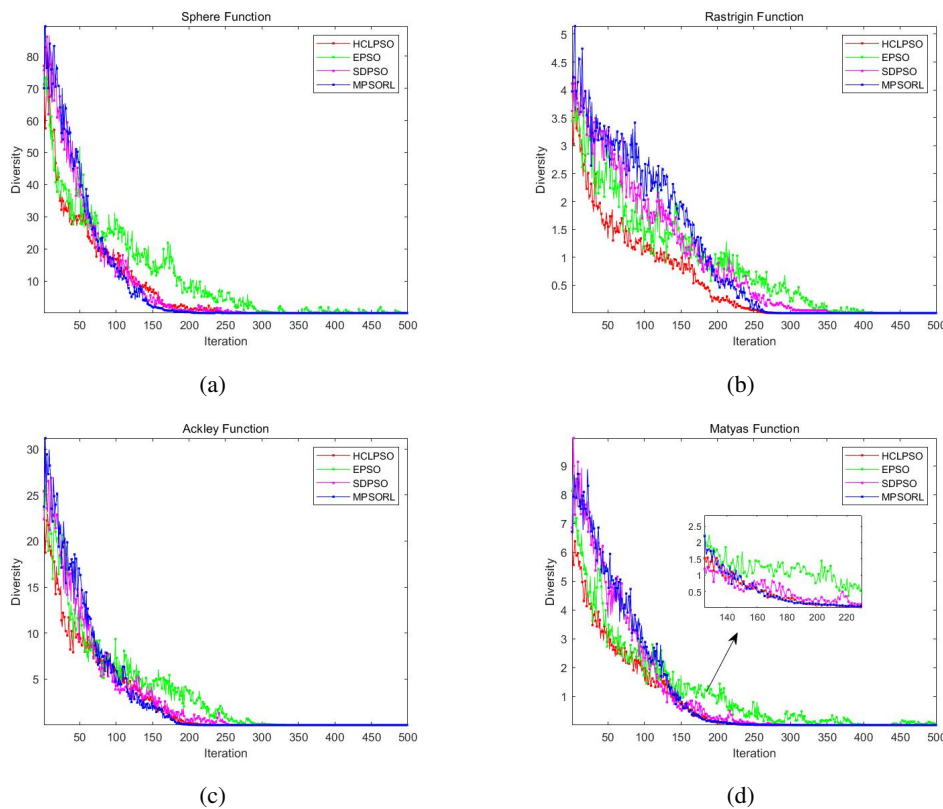 Sphere Function
HCLPSO
EPSO
SDPSO
MPSORL
80
70
60
50
40
30
20
10
Diversity
50 100 150 200 250 300 350 400 450 500
Iteration
(a)
Rastrigin Function
HCLPSO
EPSO
SDPSO
MPSORL
5
4.5
4
3.5
3
2.5
2
1.5
1
0.5
Diversity
50 100 150 200 250 300 350 400 450 500
Iteration
(b)
Ackley Function
HCLPSO
EPSO
SDPSO
MPSORL
30
25
20
15
10
5
Diversity
50 100 150 200 250 300 350 400 450 500
Iteration
(c)
Matyas Function
HCLPSO
EPSO
SDPSO
MPSORL
9
8
7
6
5
4
3
2
1
Diversity
2.5
2
1.5
1
0.5
140 160 180 200 220
50 100 150 200 250 300 350 400 450 500
Iteration
(d)